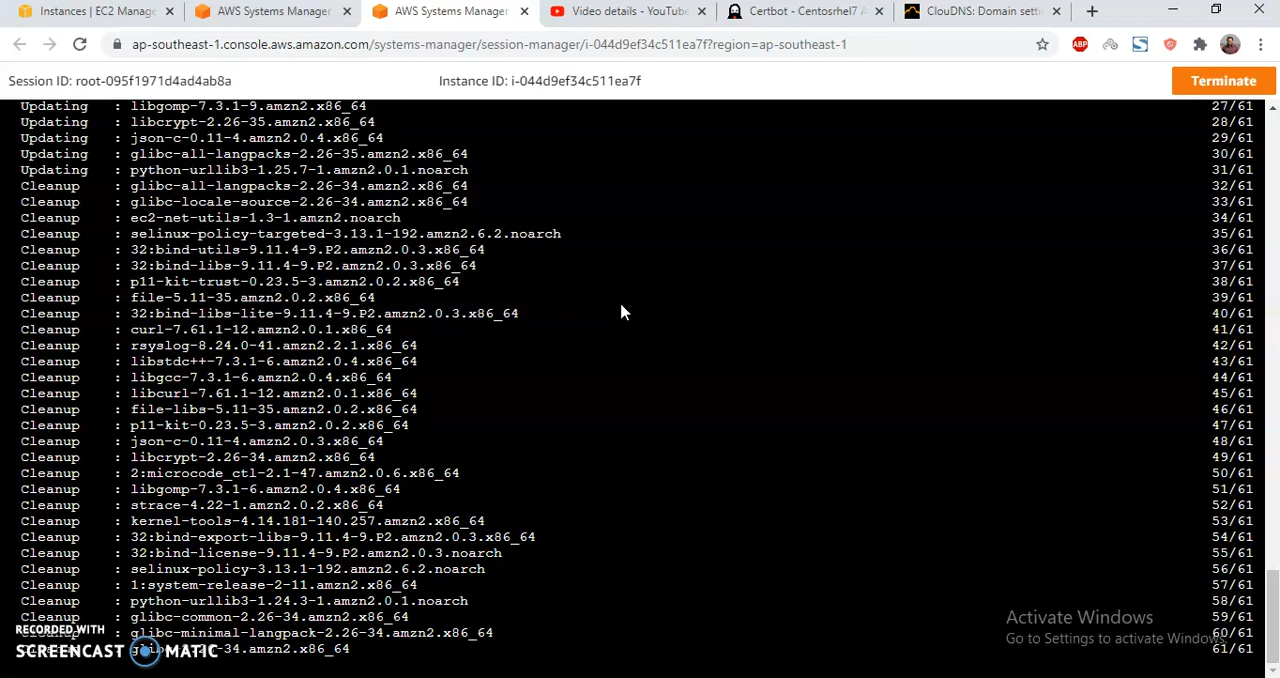 Instances | EC2 Manage
AWS Systems Manager
AWS Systems Manager
Video details - YouTube
Certbot - Centosrhel7 A
ClouDNS: Domain sett
ap-southeast-1.console.aws.amazon.com/systems-manager/session-manager/i-044d9ef34c511ea7f?region=ap-southeast-1
ABP
Session ID: root-095f1971d4ad4ab8a
Instance ID: i-044d9ef34c511ea7f
Terminate
Updating : libgomp-7.3.1-9.amzn2.x86_64 27/61
Updating : libcrypt-2.26-35.amzn2.x86_64 28/61
Updating : json-c-0.11-4.amzn2.0.4.x86_64 29/61
Updating : glibc-all-langpacks-2.26-35.amzn2.x86_64 30/61
Updating : python-urllib3-1.25.7-1.amzn2.0.1.noarch 31/61
Cleanup : glibc-all-langpacks-2.26-34.amzn2.x86_64 32/61
Cleanup : glibc-locale-source-2.26-34.amzn2.x86_64 33/61
Cleanup : ec2-net-utils-1.3-1.amzn2.noarch 34/61
Cleanup : selinux-policy-targeted-3.13.1-192.amzn2.6.2.noarch 35/61
Cleanup : 32:bind-utils-9.11.4-9.P2.amzn2.0.3.x86_64 36/61
Cleanup : 32:bind-libs-9.11.4-9.P2.amzn2.0.3.x86_64 37/61
Cleanup : p11-kit-trust-0.23.5-3.amzn2.0.2.x86_64 38/61
Cleanup : file-5.11-35.amzn2.0.2.x86_64 39/61
Cleanup : 32:bind-libs-lite-9.11.4-9.P2.amzn2.0.3.x86_64 40/61
Cleanup : curl-7.61.1-12.amzn2.0.1.x86_64 41/61
Cleanup : rsyslog-8.24.0-41.amzn2.2.1.x86_64 42/61
Cleanup : libstdc++-7.3.1-6.amzn2.0.4.x86_64 43/61
Cleanup : libgcc-7.3.1-6.amzn2.0.4.x86_64 44/61
Cleanup : libcurl-7.61.1-12.amzn2.0.1.x86_64 45/61
Cleanup : file-libs-5.11-35.amzn2.0.2.x86_64 46/61
Cleanup : p11-kit-0.23.5-3.amzn2.0.2.x86_64 47/61
Cleanup : json-c-0.11-4.amzn2.0.3.x86_64 48/61
Cleanup : libcrypt-2.26-34.amzn2.x86_64 49/61
Cleanup : 2:microcode_ctl-2.1-47.amzn2.0.6.x86_64 50/61
Cleanup : libgomp-7.3.1-6.amzn2.0.4.x86_64 51/61
Cleanup : strace-4.22-1.amzn2.0.2.x86_64 52/61
Cleanup : kernel-tools-4.14.181-140.257.amzn2.x86_64 53/61
Cleanup : 32:bind-export-libs-9.11.4-9.P2.amzn2.0.3.x86_64 54/61
Cleanup : 32:bind-license-9.11.4-9.P2.amzn2.0.3.noarch 55/61
Cleanup : selinux-policy-3.13.1-192.amzn2.6.2.noarch 56/61
Cleanup : 1:system-release-2-11.amzn2.x86_64 57/61
Cleanup : python-urllib3-1.24.3-1.amzn2.0.1.noarch 58/61
Cleanup : glibc-common-2.26-34.amzn2.x86_64 59/61
: glibc-minimal-langpack-2.26-34.amzn2.x86_64 60/61
34.amzn2.x86_64 61/61
RECORDED WITH
SCREENCAST MATIC
Activate Windows
Go to Settings to activate Windows.